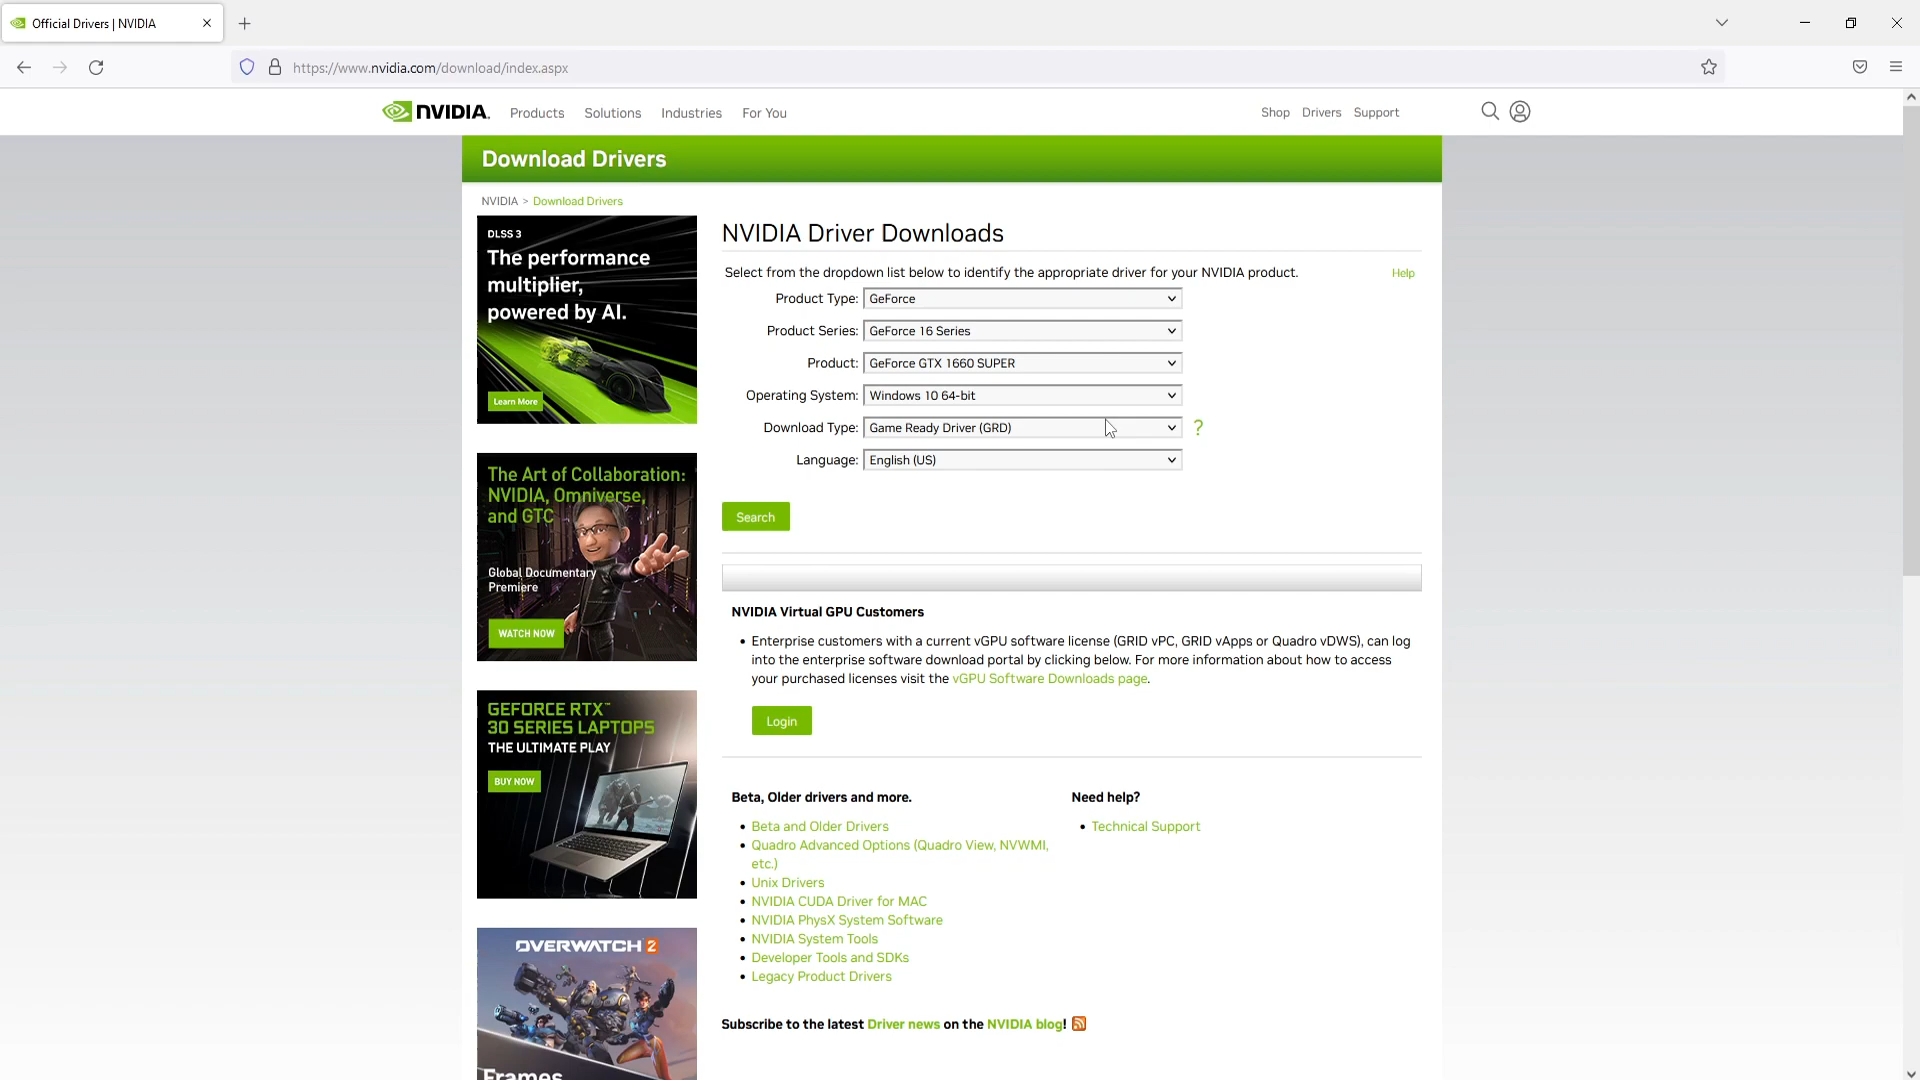 Official Drivers | NVIDIA
https://www.nvidia.com/download/index.aspx
NVIDIA. Products Solutions Industries For You Shop Drivers Support
Download Drivers
NVIDIA > Download Drivers
DLSS 3
The performance
multiplier,
powered by AI.
Learn More
The Art of Collaboration:
NVIDIA, Omniverse,
and GTC
Global Documentary
Premiere
WATCH NOW
GEFORCE RTX™
30 SERIES LAPTOPS
THE ULTIMATE PLAY
BUY NOW
OVERWATCH 2
Frames
NVIDIA Driver Downloads
Select from the dropdown list below to identify the appropriate driver for your NVIDIA product. Help
Product Type: GeForce
Product Series: GeForce 16 Series
Product: GeForce GTX 1660 SUPER
Operating System: Windows 10 64-bit
Download Type: Game Ready Driver (GRD) ?
Language: English (US)
Search
NVIDIA Virtual GPU Customers
• Enterprise customers with a current vGPU software license (GRID vPC, GRID vApps or Quadro vDWS), can log
into the enterprise software download portal by clicking below. For more information about how to access
your purchased licenses visit the vGPU Software Downloads page.
Login
Beta, Older drivers and more.
• Beta and Older Drivers
• Quadro Advanced Options (Quadro View, NVWMI,
etc.)
• Unix Drivers
• NVIDIA CUDA Driver for MAC
• NVIDIA PhysX System Software
• NVIDIA System Tools
• Developer Tools and SDKs
• Legacy Product Drivers
Need help?
• Technical Support
Subscribe to the latest Driver news on the NVIDIA blog!